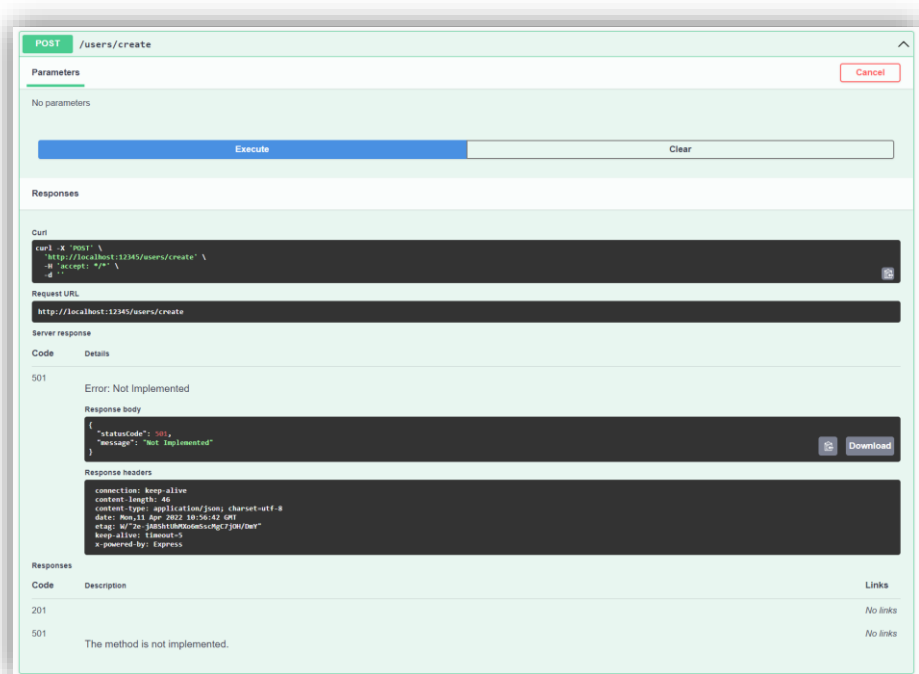 POST /users/create
Parameters
Cancel
No parameters
Execute
Clear
Responses
Curl
curl -X 'POST' \
'http://localhost:12345/users/create' \
-H 'accept: */*' \
-d ''
Request URL
http://localhost:12345/users/create
Server response
Code Details
501
Error: Not Implemented
Response body
{
"statusCode": 501,
"message": "Not Implemented"
}
Download
Response headers
connection: keep-alive
content-length: 46
content-type: application/json; charset=utf-8
date: Mon,11 Apr 2022 10:56:42 GMT
etag:
keep-alive: timeout=5
x-powered-by: Express
Responses
Code Description Links
201 No links
501 No links
The method is not implemented.